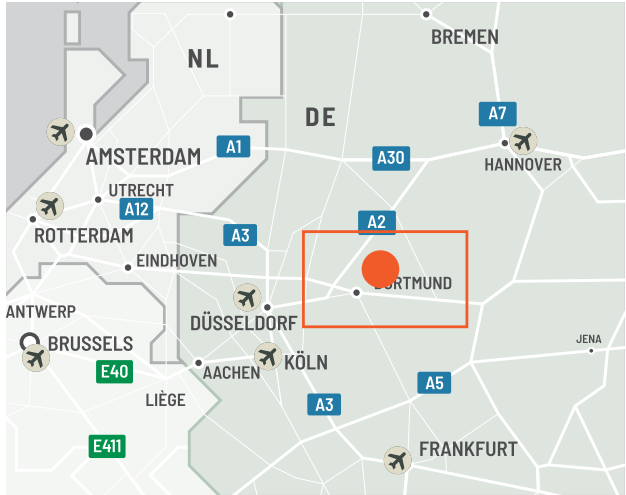 BREMEN
NL
DE
A7
A1
A30
HANNOVER
AMSTERDAM
UTRECHT
A12
A2
ROTTERDAM
A3
EINDHOVEN
DORTMUND
ANTWERP
DÜSSELDORF
BRUSSELS
JENA
KÖLN
AACHEN
E40
A5
LIÈGE
A3
E411
FRANKFURT